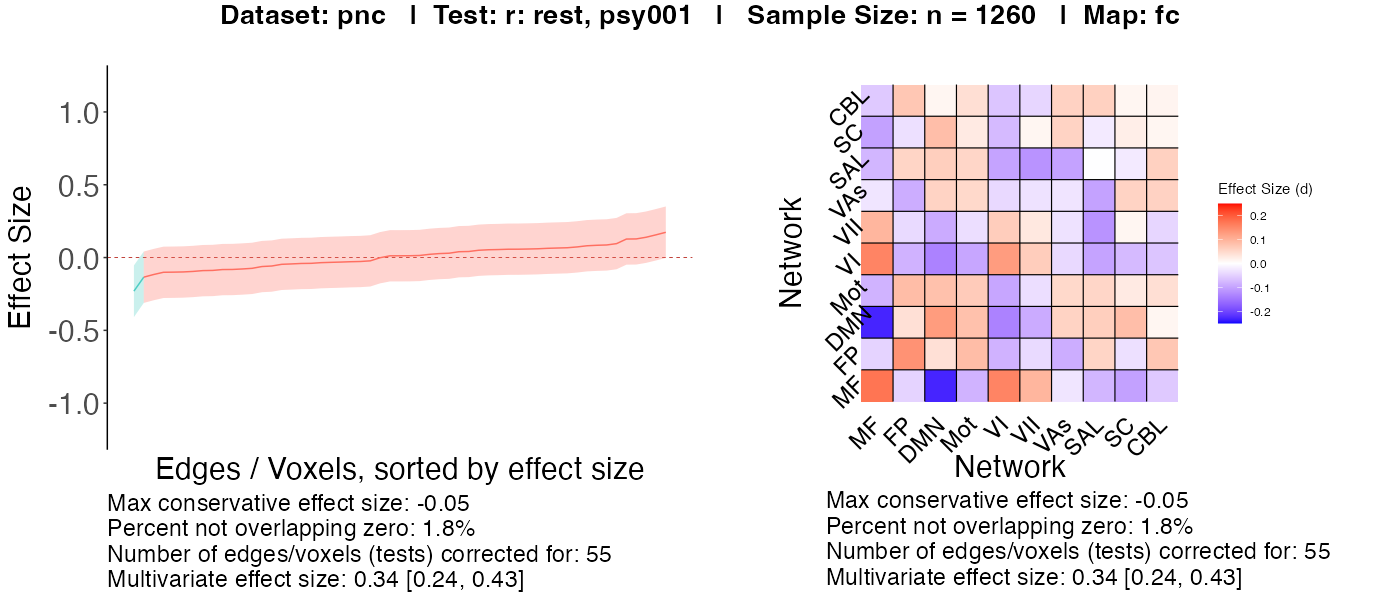 Dataset: pnc | Test: r: rest, psy001 | Sample Size: n = 1260 | Map: fc
Effect Size
1.0
0.5
0.0
-0.5
-1.0
Edges / Voxels, sorted by effect size
Max conservative effect size: -0.05
Percent not overlapping zero: 1.8%
Number of edges/voxels (tests) corrected for: 55
Multivariate effect size: 0.34 [0.24, 0.43]
Network
CBL
SC
SAL
VAs
VII
VI
Mot
DMN
FP
MF
MF
FP
DMN
Mot
VI
VII
VAs
SAL
SC
CBL
Network
Effect Size (d)
0.2
0.1
0.0
-0.1
-0.2
Max conservative effect size: -0.05
Percent not overlapping zero: 1.8%
Number of edges/voxels (tests) corrected for: 55
Multivariate effect size: 0.34 [0.24, 0.43]